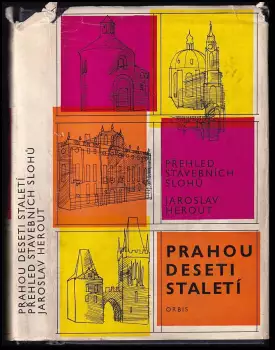 PRAHOU DESETI STALETÍ
PŘEHLED STAVEBNÍCH SLOHŮ
JAROSLAV HEROUT
PŘEHLED
STAVEBNÍCH
SLOHŮ
JAROSLAV
HEROUT
PRAHOU
DESETI
STALETÍ
ORBIS